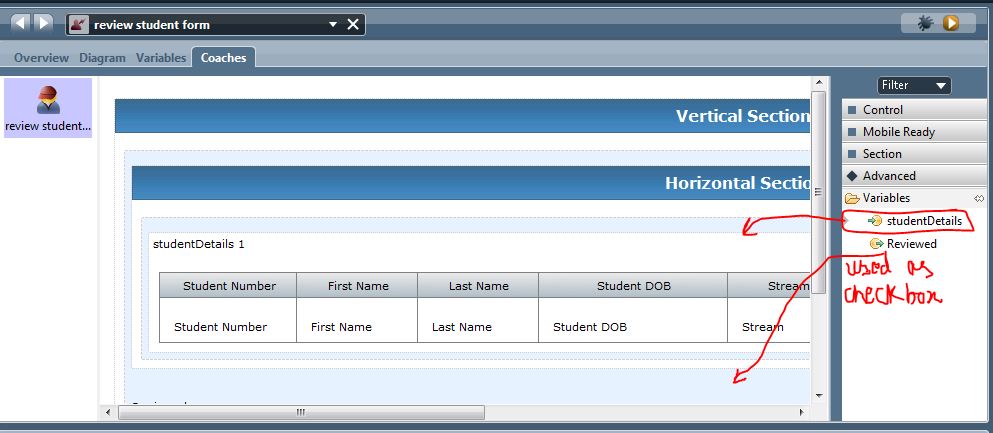 review student form
Overview Diagram Variables Coaches
review student...
Vertical Section
Horizontal Sectio
studentDetails 1
Student Number First Name Last Name Student DOB Stream
Student Number First Name Last Name Student DOB Stream
Filter
Control
Mobile Ready
Section
Advanced
Variables
studentDetails
Reviewed
used as
checkbox